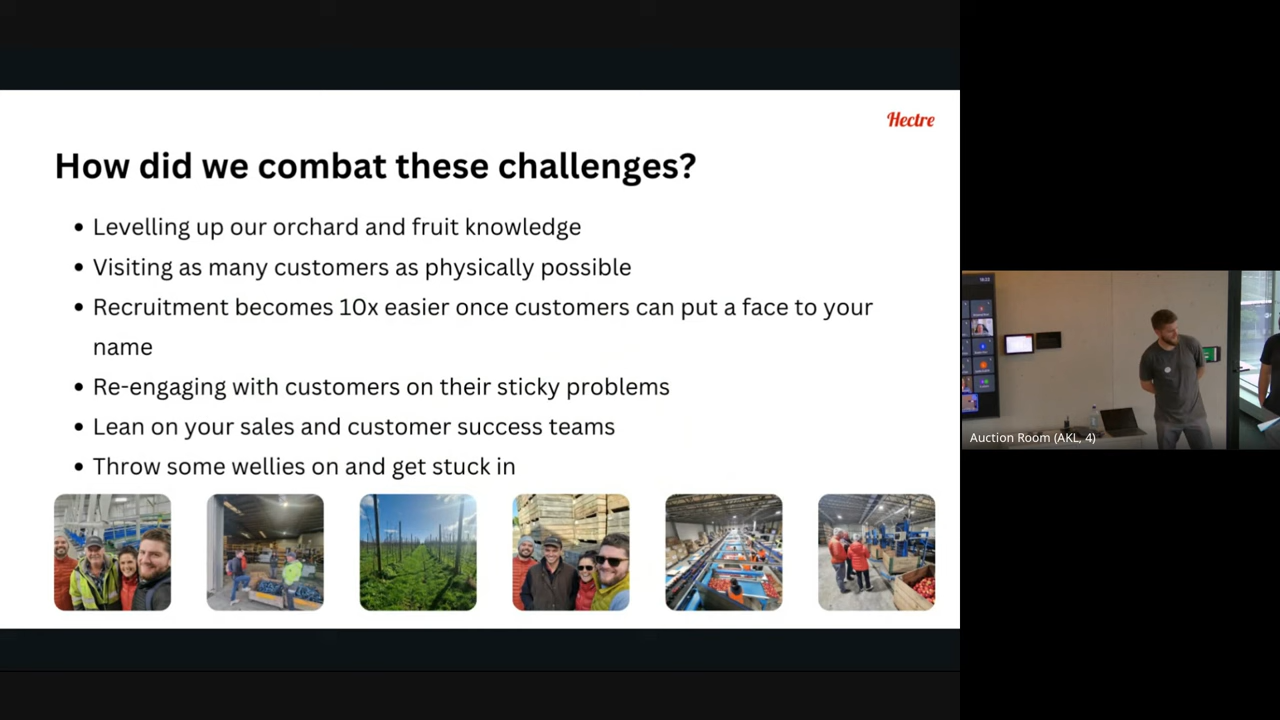 Hectre
How did we combat these challenges?
• Levelling up our orchard and fruit knowledge
• Visiting as many customers as physically possible
• Recruitment becomes 10x easier once customers can put a face to your
name
• Re-engaging with customers on their sticky problems
• Lean on your sales and customer success teams
• Throw some wellies on and get stuck in
Auction Room (AKL, 4)